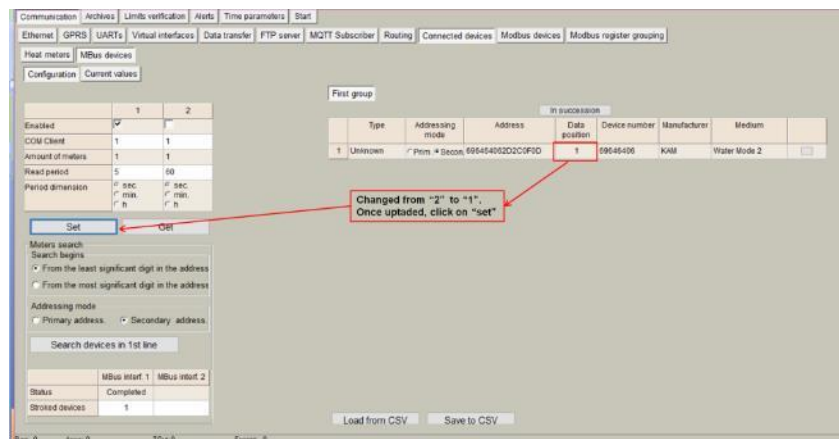 Communication Archives Limits verification Alerts Time parameters Start
Ethernet GPRS UARTs Virtual interfaces Data transfer FTP server MQTT Subscriber Routing Connected devices Modbus devices Modbus register grouping
Heat meters MBus devices
Configuration Current values
First group
In succession
1 2
Type Addressing mode Address Data position Device number Manufacturer Medium
Enabled
COM Client 1 1
1 Unknown Prim. Secon. 695454062D2C0F0D 1 69546406 KAM Water Mode 2
Amount of meters 1 1
Read period 5 60
Period dimension sec. sec.
min. min.
h h
Changed from "2" to "1".
Once uptaded, click on "set"
Set Get
Meters search
Search begins
From the least significant digit in the address
From the most significant digit in the address
Addressing mode
Primary address. Secondary address.
Search devices in 1st line
MBus interf. 1 MBus interf. 2
Status Completed
Stroked devices 1
Load from CSV Save to CSV